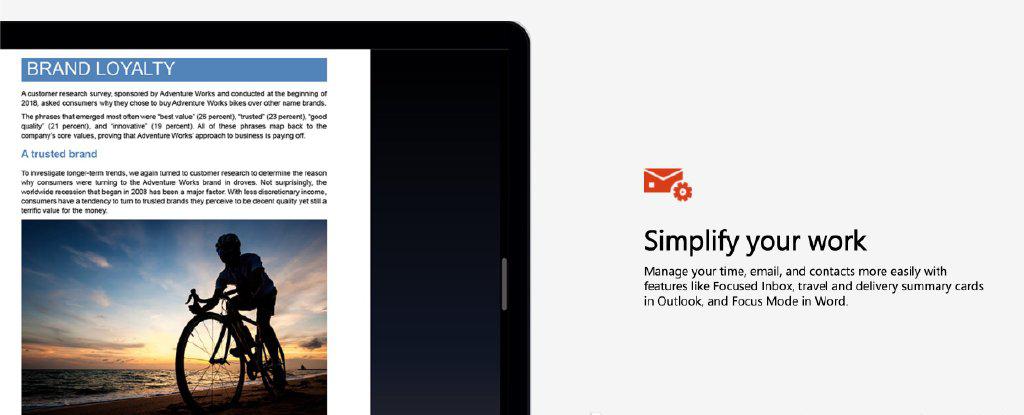 BRAND LOYALTY
A customer research survey, sponsored by Adventure Works and conducted at the beginning of
2018, asked consumers why they chose to buy Adventure Works bikes over other name brands.
The phrases that emerged most often were "best value" (26 percent), "trusted" (23 percent), "good
quality" (21 percent), and "innovative" (19 percent). All of these phrases map back to the
company's core values, proving that Adventure Works' approach to business is paying off.
A trusted brand
To investigate longer-term trends, we again turned to customer research to determine the reason
why consumers were turning to the Adventure Works brand in droves. Not surprisingly, the
worldwide recession that began in 2008 has been a major factor. With less discretionary income,
consumers have a tendency to turn to trusted brands they perceive to be decent quality yet still a
terrific value for the money.
Simplify your work
Manage your time, email, and contacts more easily with
features like Focused Inbox, travel and delivery summary cards
in Outlook, and Focus Mode in Word.